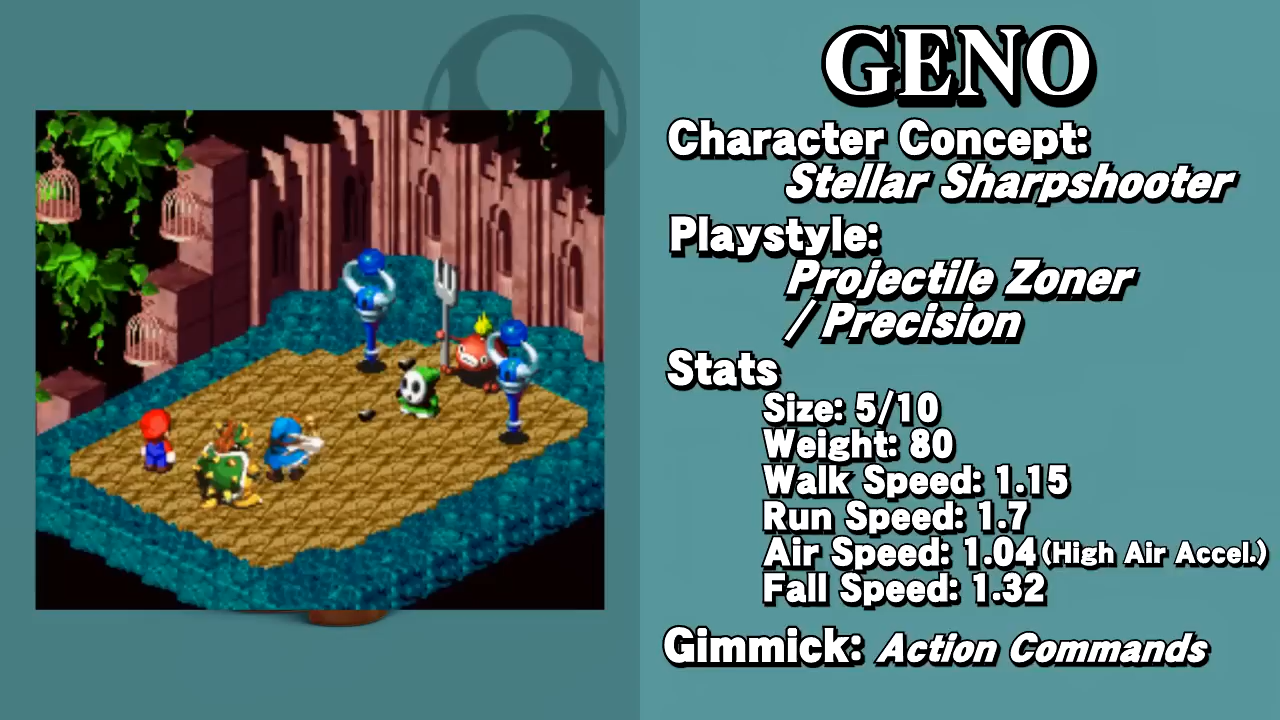 GENO
Character Concept:
Stellar Sharpshooter
Playstyle:
Projectile Zoner
/ Precision
Stats
Size: 5/10
Weight: 80
Walk Speed: 1.15
Run Speed: 1.7
Air Speed: 1.04 (High Air Accel.)
Fall Speed: 1.32
Gimmick: Action Commands